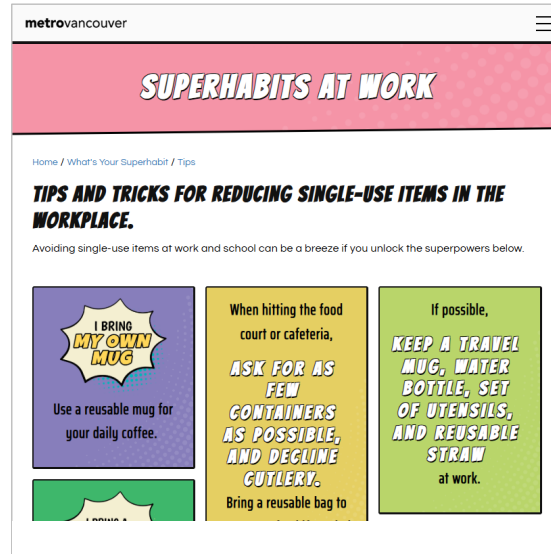 metrovancouver
SUPERHABITS AT WORK
Home / What's Your Superhabit / Tips
TIPS AND TRICKS FOR REDUCING SINGLE-USE ITEMS IN THE
WORKPLACE.
Avoiding single-use items at work and school can be a breeze if you unlock the superpowers below.
I BRING
MY OWN
MUG
Use a reusable mug for
your daily coffee.
When hitting the food
court or cafeteria,
ASK FOR AS
FEW
CONTAINERS
AS POSSIBLE,
AND DECLINE
CUTLERY.
Bring a reusable bag to
If possible,
KEEP A TRAVEL
MUG, WATER
BOTTLE, SET
OF UTENSILS,
AND REUSABLE
STRAW
at work.
I BRING A